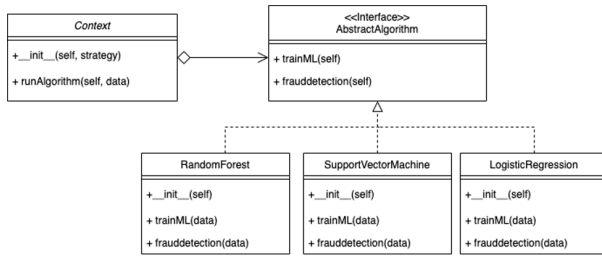 Context
+__init__(self, strategy)
+ runAlgorithm(self, data)
<<Interface>>
AbstractAlgorithm
+ trainML(self)
+ frauddetection(self)
RandomForest
+__init__(self)
+ trainML(data)
+ frauddetection(data)
SupportVectorMachine
+__init__(self)
+ trainML(data)
+ frauddetection(data)
LogisticRegression
+__init__(self)
+ trainML(data)
+ frauddetection(data)